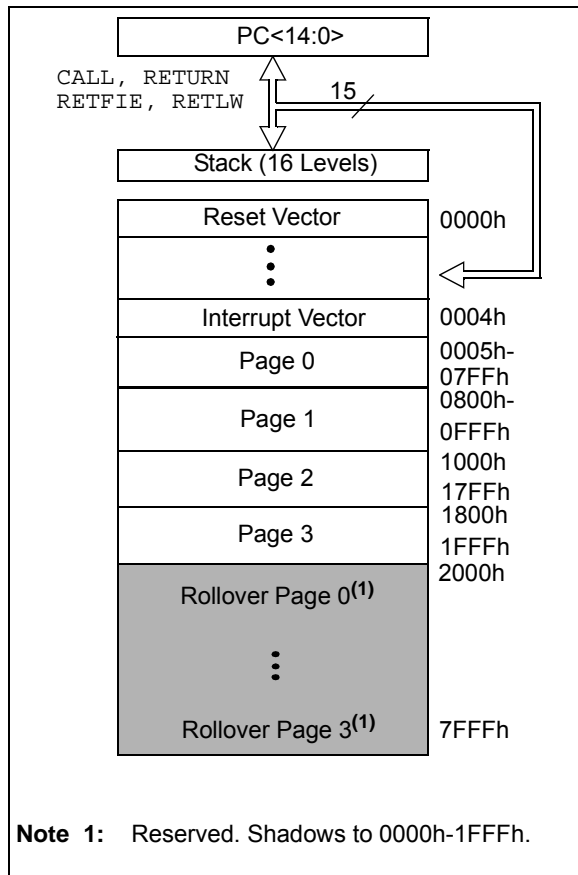 PC<14:0>
CALL, RETURN
RETFIE, RETLW
15
Stack (16 Levels)
Reset Vector
0000h
Interrupt Vector
0004h
Page 0
0005h-
07FFh
Page 1
0800h-
0FFFh
Page 2
1000h
17FFh
Page 3
1800h
1FFFh
Rollover Page 0(1)
2000h
Rollover Page 3(1)
7FFFh
Note 1: Reserved. Shadows to 0000h-1FFFh.